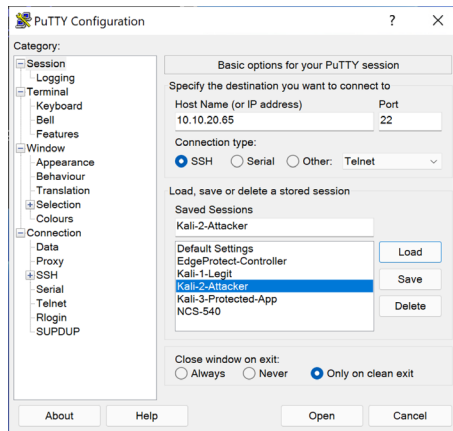 PuTTY Configuration ? ×
Category:
Session
Logging
Terminal
Keyboard
Bell
Features
Window
Appearance
Behaviour
Translation
Selection
Colours
Connection
Data
Proxy
SSH
Serial
Telnet
Rlogin
SUPDUP
Basic options for your PuTTY session
Specify the destination you want to connect to
Host Name (or IP address) Port
10.10.20.65 22
Connection type:
SSH Serial Other: Telnet
Load, save or delete a stored session
Saved Sessions
Kali-2-Attacker
Default Settings
EdgeProtect-Controller
Kali-1-Legit
Kali-2-Attacker
Kali-3-Protected-App
NCS-540
Load
Save
Delete
Close window on exit:
Always Never Only on clean exit
About Help Open Cancel